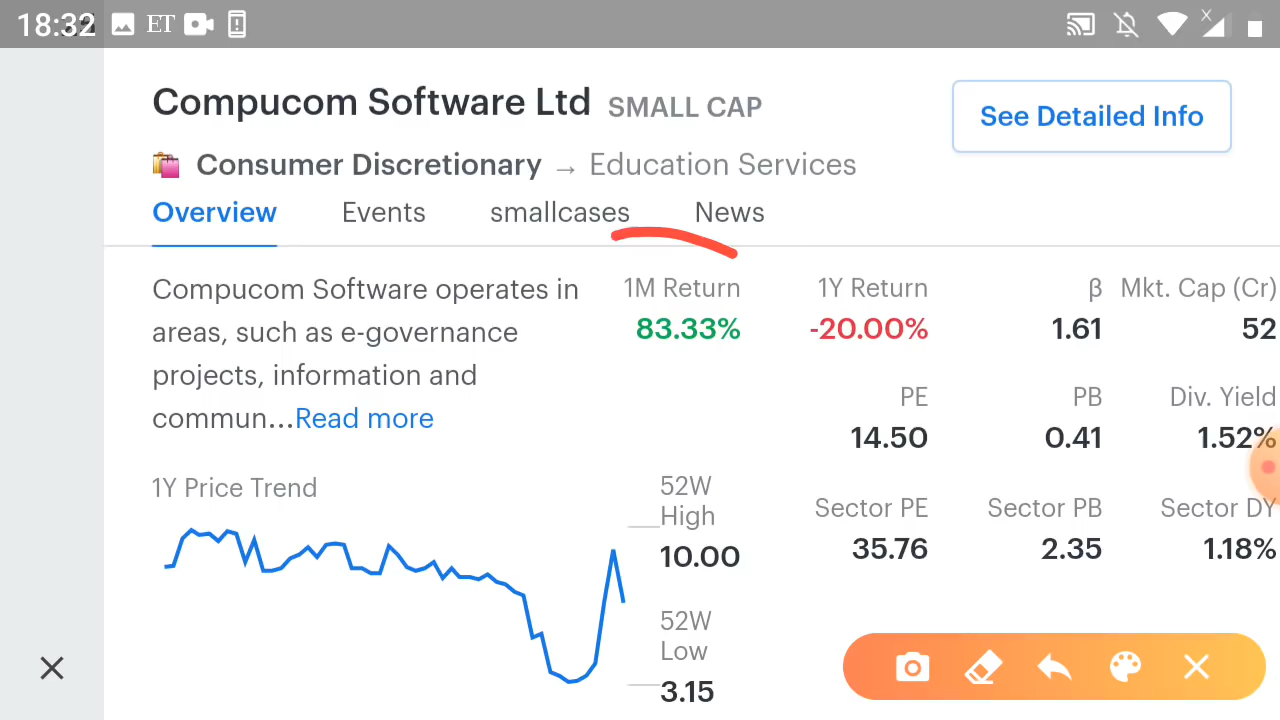 18:32 ET
Compucom Software Ltd SMALL CAP
See Detailed Info
Consumer Discretionary → Education Services
Overview Events smallcases News
Compucom Software operates in
areas, such as e-governance
projects, information and
commun...Read more
1M Return 1Y Return β Mkt. Cap (Cr)
83.33% -20.00% 1.61 52
PE PB Div. Yield
14.50 0.41 1.52%
1Y Price Trend
52W
High
10.00
Sector PE Sector PB Sector DY
35.76 2.35 1.18%
52W
Low
3.15